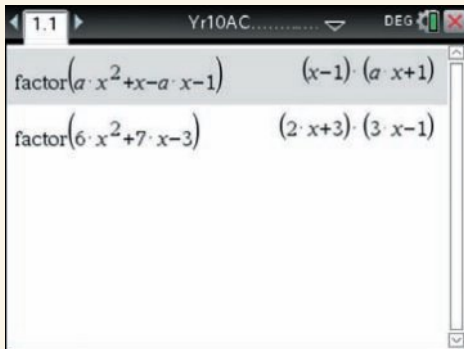 1.1 Yr10AC............ DEG
factor(a·x²+x−a·x−1) (x−1)·(a·x+1)
factor(6·x²+7·x−3) (2·x+3)·(3·x−1)